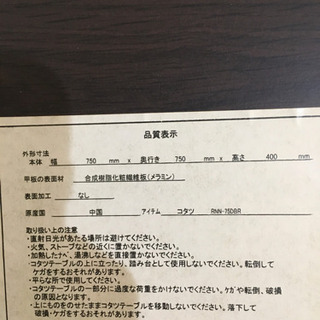 品質表示
外形寸法
本体 幅 750 mm x 奥行き 750 mm x 高さ 400 mm
甲板の表面材 合成樹脂化粧繊維板(メラミン)
表面加工 なし
原産国 中国 アイテム コタツ RNN-75DBR
取り扱い上の注意
・直射日光があたる場所は避けてください。
・火気、ストーブなどの近くに置かないでください。
・加熱したナベ、湯沸しなどを直接置かないでください。
・コタツテーブルの上に立ったり、踏み台として使用しないでください。転倒して
ケガをするおそれがあります。
・平らな所で使用してください。
・コタツテーブルの一部分に過度な荷重をかけないでください。ケガや転倒、破損
の原因となります。
・上にものをのせたままコタツテーブルを移動しないでください。落下して
破損・ケガをするおそれがあります。